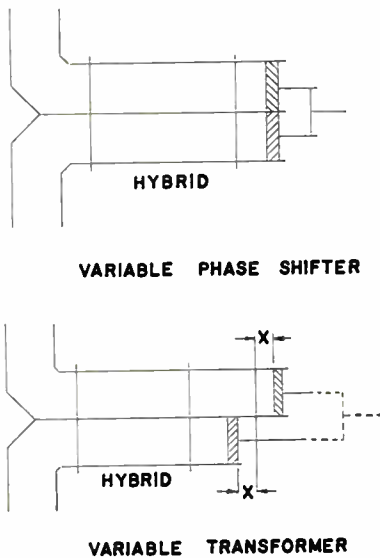 HYBRID
VARIABLE PHASE SHIFTER
X
HYBRID
X
VARIABLE TRANSFORMER